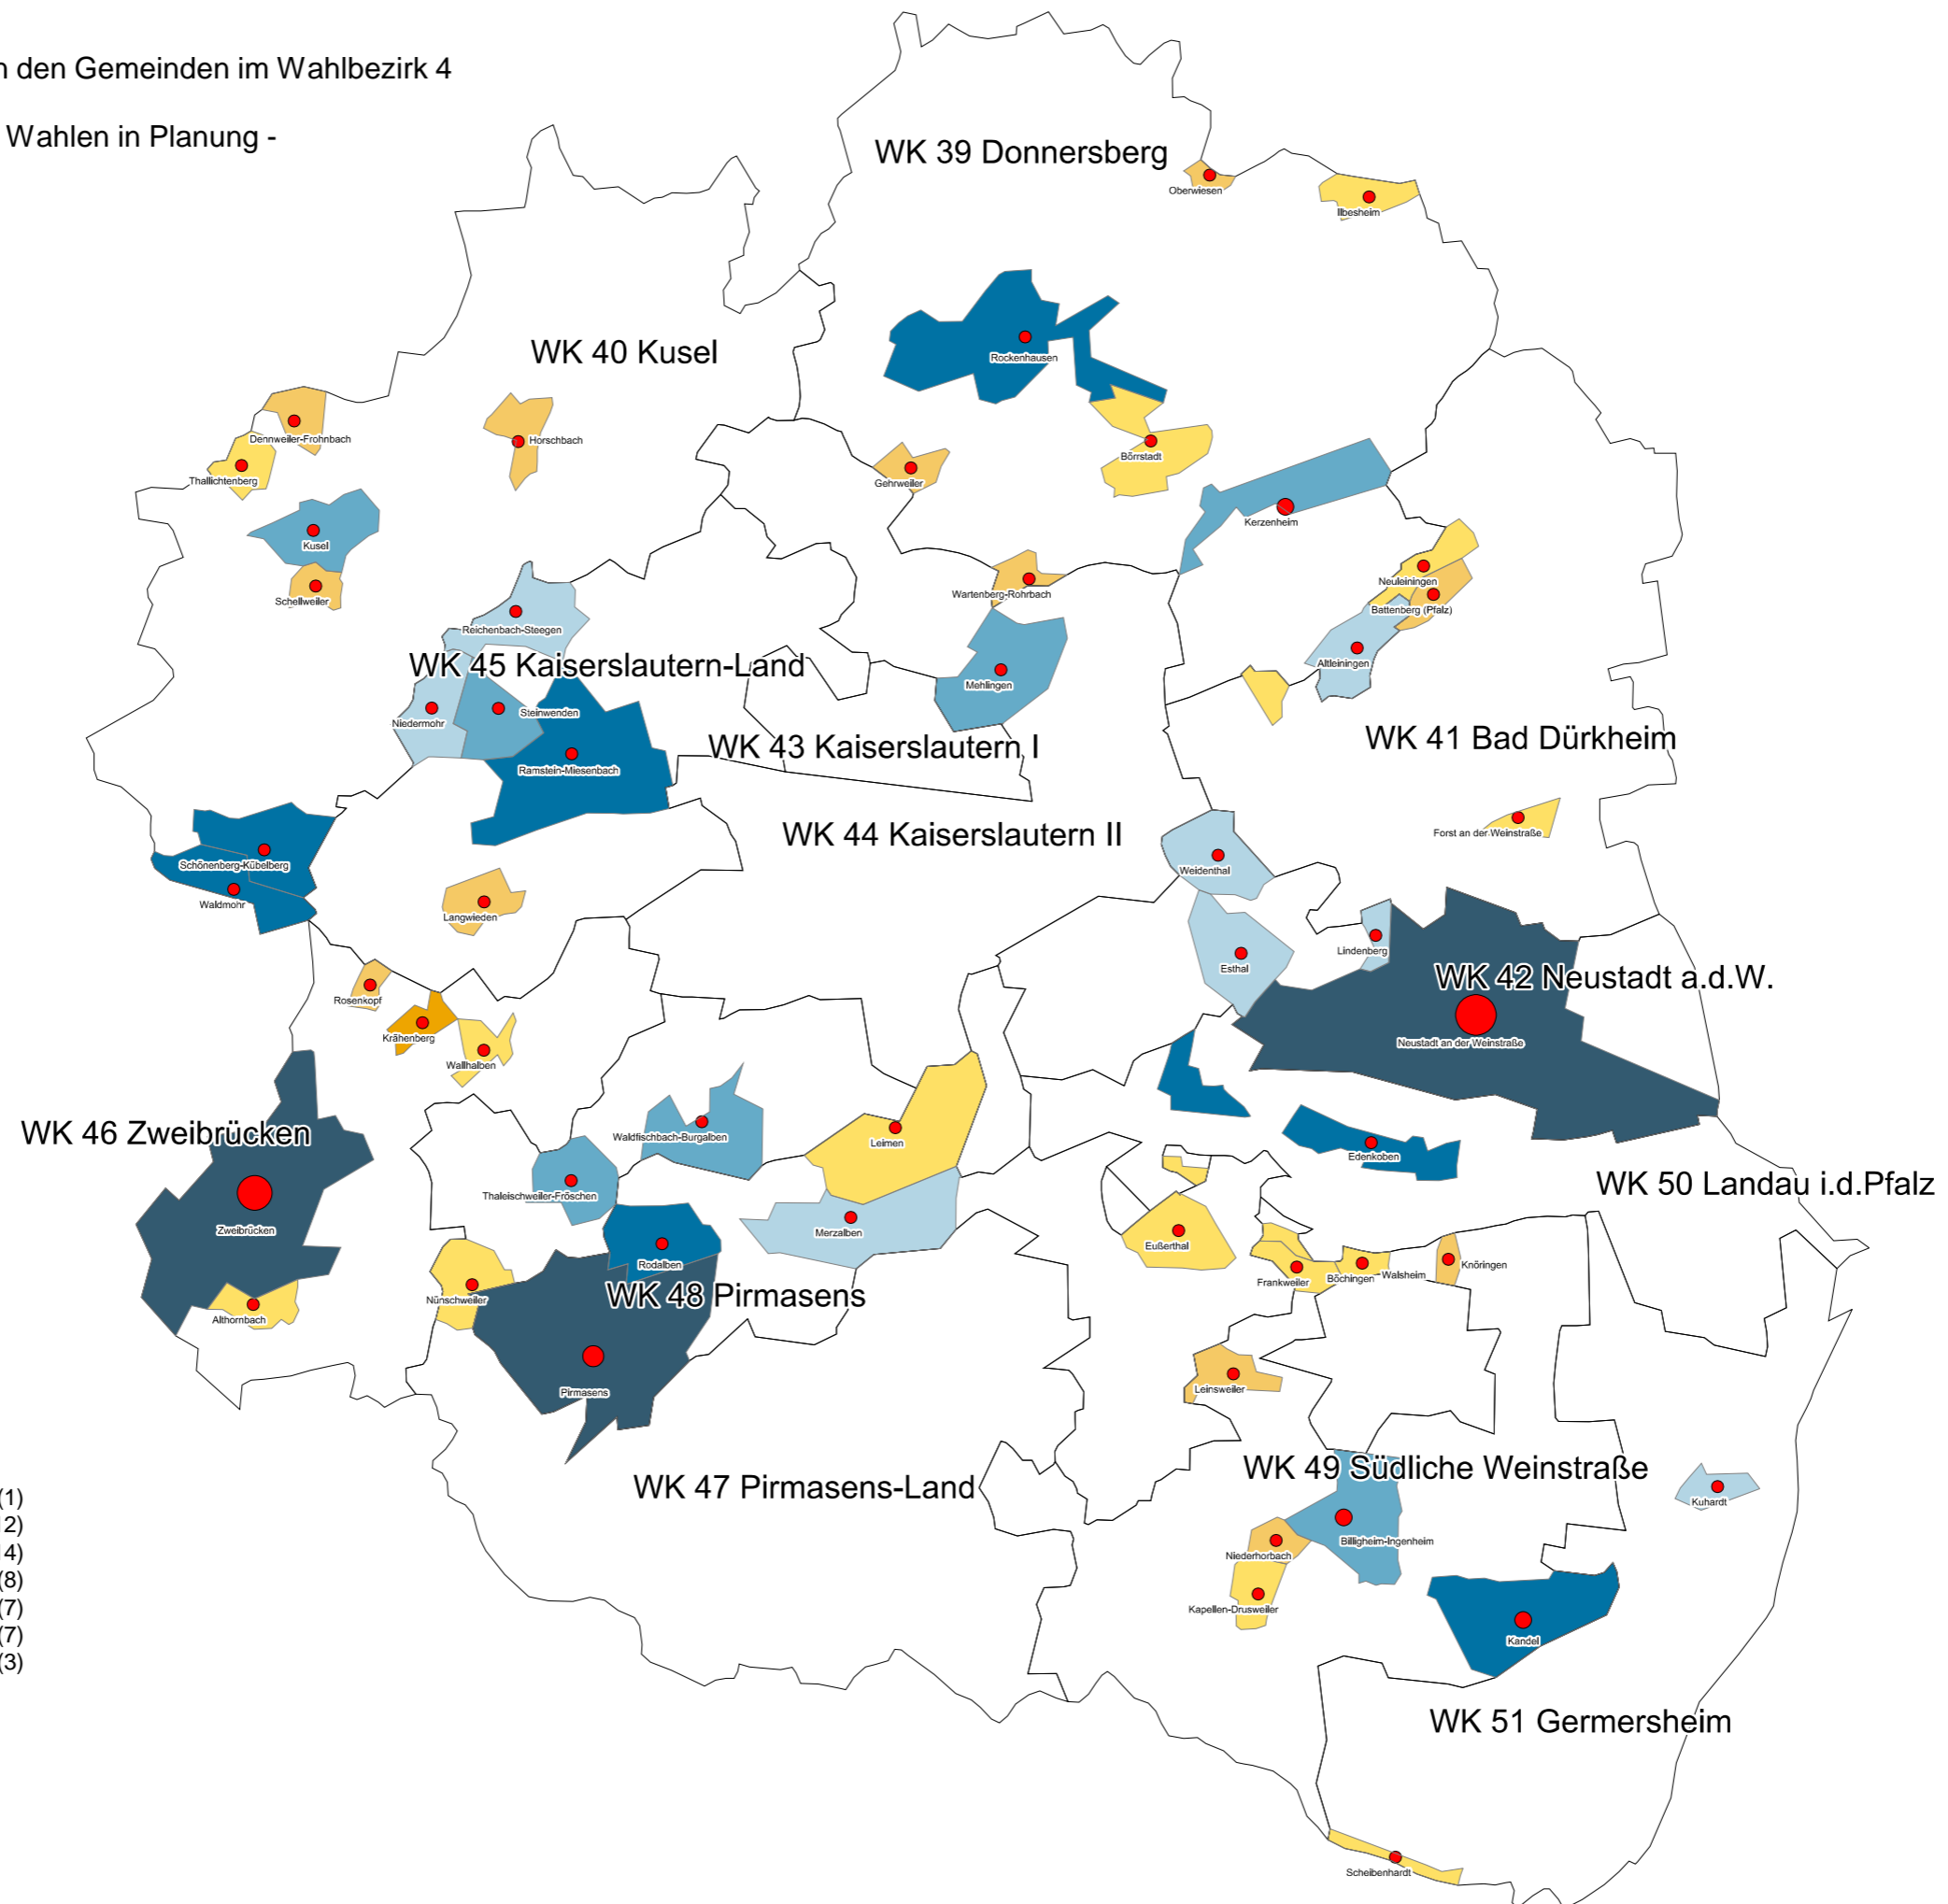 n den Gemeinden im Wahlbezirk 4
Wahlen in Planung -
WK 39 Donnersberg
Oberwiesen
Ilbesheim
WK 40 Kusel
Rockenhausen
Dennweiler-Frohnbach
Horschbach
Thallichtenberg
Börrstadt
Gehrweiler
Kerzenheim
Kusel
Schellweiler
Neuleiningen
Wartenberg-Rohrbach
Battenberg (Pfalz)
Reichenbach-Steegen
WK 45 Kaiserslautern-Land
Altleiningen
Mehlingen
Niedermohr
Steinwenden
WK 43 Kaiserslautern I
WK 41 Bad Dürkheim
Ramstein-Miesenbach
WK 44 Kaiserslautern II
Forst an der Weinstraße
Schönenberg-Kübelberg
Weidenthal
Waldmohr
Langwieden
Lindenberg
Esthal
WK 42 Neustadt a.d.W.
Rosenkopf
Krähenberg
Neustadt an der Weinstraße
Wallhalben
WK 46 Zweibrücken
Waldfischbach-Burgalben
Leimen
Edenkoben
WK 50 Landau i.d.Pfalz
Thaleischweiler-Fröschen
Zweibrücken
Merzalben
Eußerthal
Rodalben
Frankweiler
Böchingen
Walsheim
Knöringen
Nünschweiler
WK 48 Pirmasens
Althornbach
Pirmasens
Leinsweiler
WK 49 Südliche Weinstraße
WK 47 Pirmasens-Land
(1)
12)
14)
(8)
(7)
(7)
(3)
Kuhardt
Billigheim-Ingenheim
Niederhorbach
Kapellen-Drusweiler
Kandel
WK 51 Germersheim
Scheibenhardt